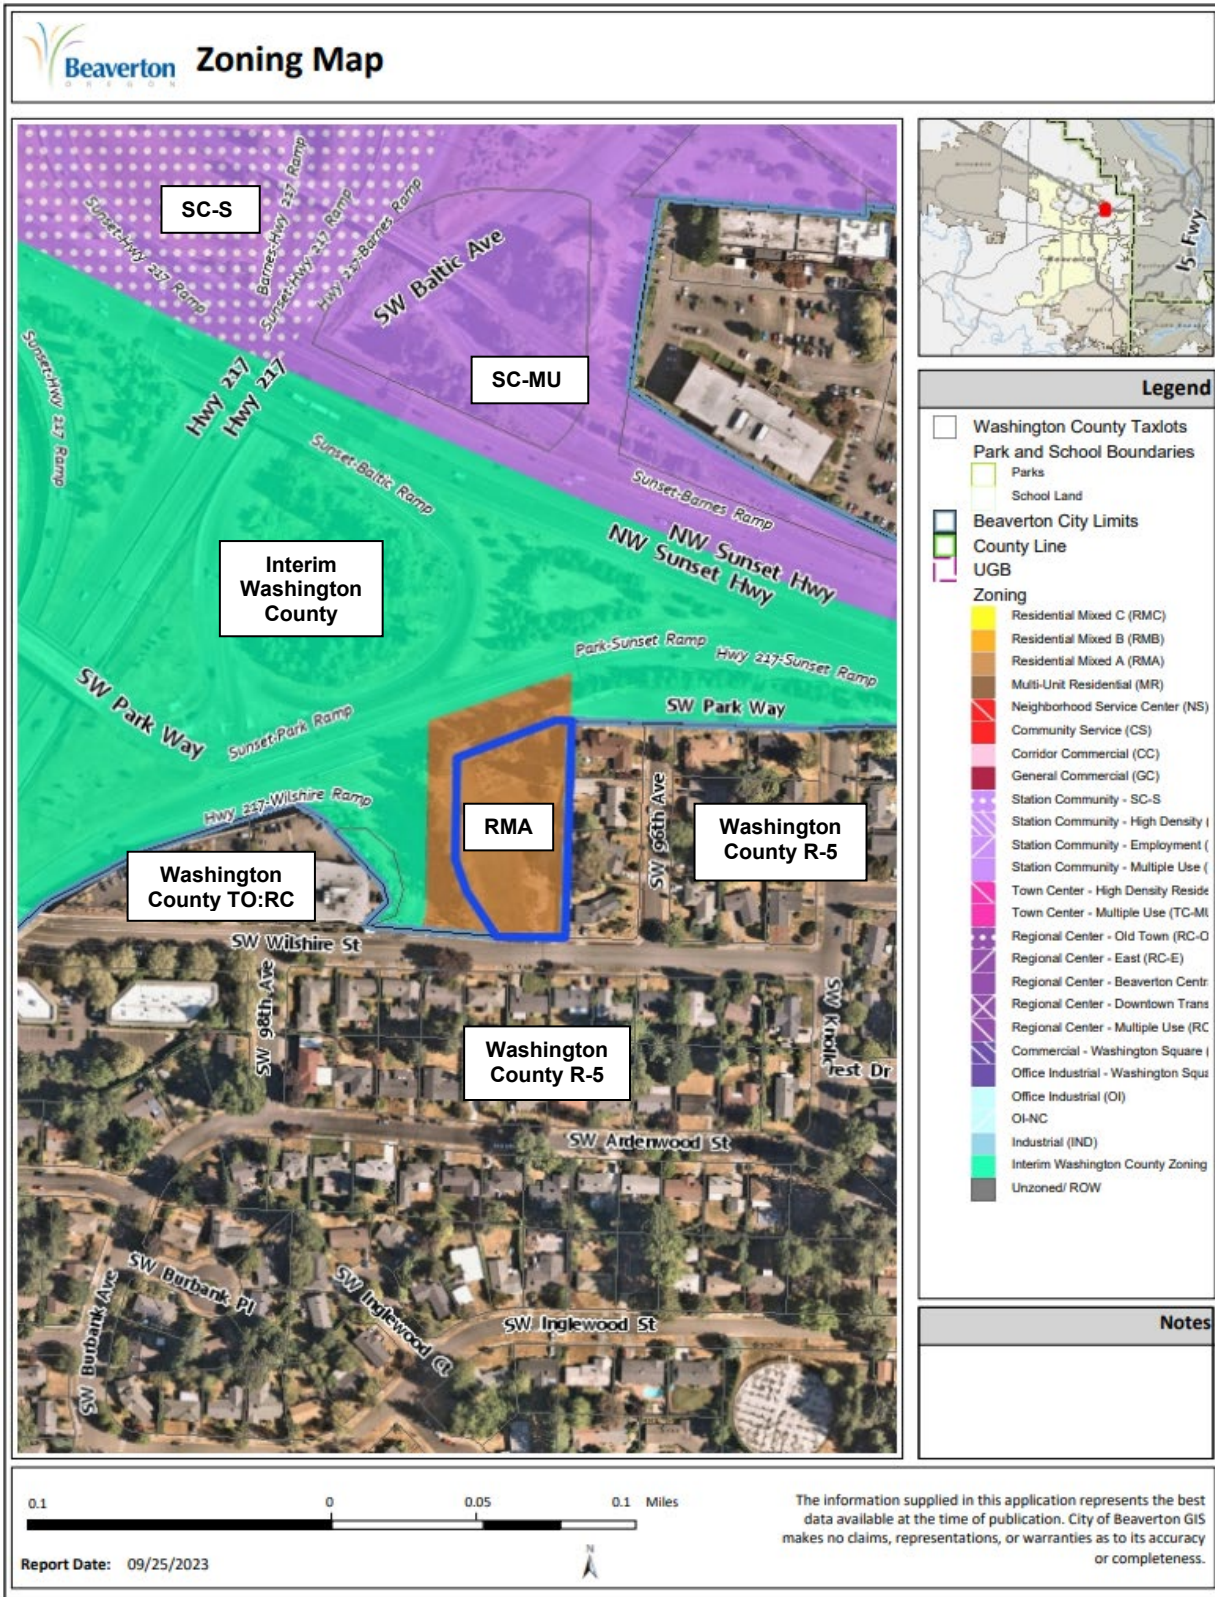 Beaverton
OREGON
Zoning Map
SC-S
Sunset-Hwy 217 Ramp
Barnes-Hwy 217 Ramp
Sunset-Hwy 217 Ramp
Hwy 217-Barnes Ramp
SW Baltic Ave
SC-MU
Sunset-Hwy 217 Ramp
Hwy 217
Hwy 217
Sunset-Baltic Ramp
Sunset-Barnes Ramp
NW Sunset Hwy
NW Sunset Hwy
Interim
Washington
County
Park-Sunset Ramp
Hwy 217-Sunset Ramp
SW Park Way
SW Park Way
Sunset-Park Ramp
Hwy 217-Wilshire Ramp
RMA
SW 96th Ave
Washington
County R-5
Washington
County TO:RC
SW Wilshire St
SW 98th Ave
SW Knoll
Washington
County R-5
SW Ardenwood St
SW Burbank Pl
SW Burbank Ave
SW Inglewood Ct
SW Inglewood St
Beaverton
I5 Fwy
Legend
Washington County Taxlots
Park and School Boundaries
Parks
School Land
Beaverton City Limits
County Line
UGB
Zoning
Residential Mixed C (RMC)
Residential Mixed B (RMB)
Residential Mixed A (RMA)
Multi-Unit Residential (MR)
Neighborhood Service Center (NS)
Community Service (CS)
Corridor Commercial (CC)
General Commercial (GC)
Station Community - SC-S
Station Community - High Density (
Station Community - Employment (
Station Community - Multiple Use (
Town Center - High Density Reside
Town Center - Multiple Use (TC-MU
Regional Center - Old Town (RC-O
Regional Center - East (RC-E)
Regional Center - Beaverton Centr
Regional Center - Downtown Trans
Regional Center - Multiple Use (RC
Commercial - Washington Square (
Office Industrial - Washington Squa
Office Industrial (OI)
OI-NC
Industrial (IND)
Interim Washington County Zoning
Unzoned/ ROW
Notes
0.1 0 0.05 0.1 Miles
Report Date: 09/25/2023
N
The information supplied in this application represents the best
data available at the time of publication. City of Beaverton GIS
makes no claims, representations, or warranties as to its accuracy
or completeness.